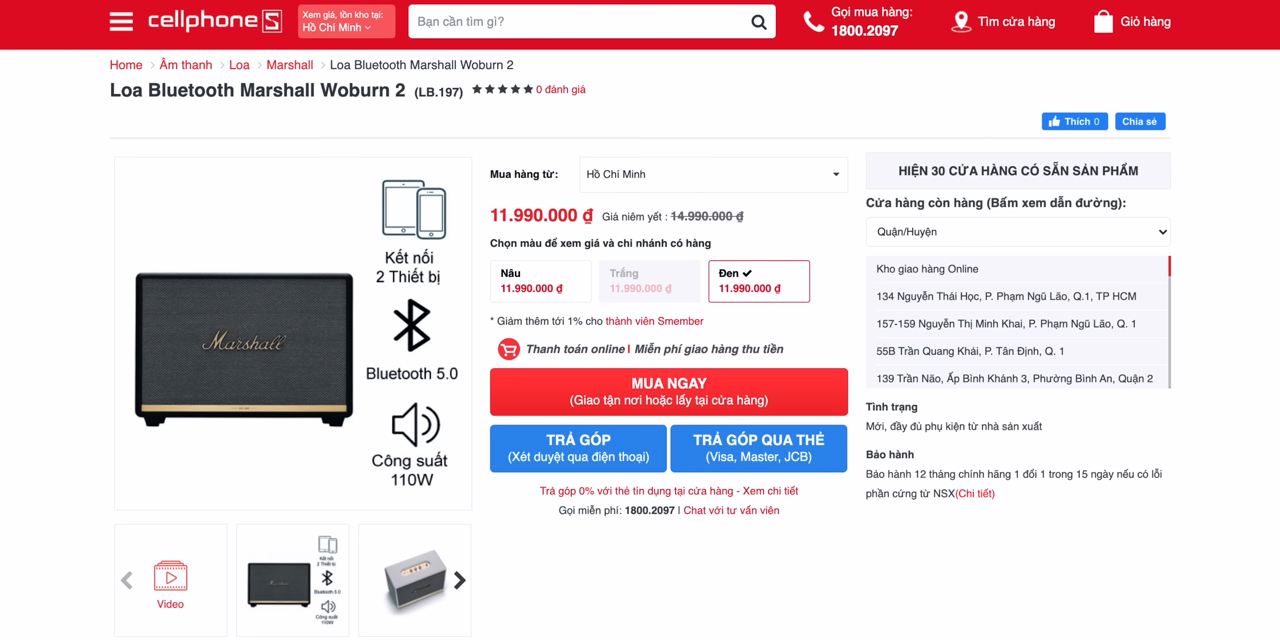 cellphoneS
Xem giá, tồn kho tại:
Hồ Chí Minh
Bạn cần tìm gì?
Gọi mua hàng:
1800.2097
Tìm cửa hàng
Giỏ hàng
Home > Âm thanh > Loa > Marshall > Loa Bluetooth Marshall Woburn 2
Loa Bluetooth Marshall Woburn 2 (LB.197) ★★★★★ 0 đánh giá
Thích 0
Chia sẻ
Kết nối
2 Thiết bị
Marshall
Bluetooth 5.0
Công suất
110W
Video
Kết nối
2 Thiết bị
Bluetooth 5.0
Công suất
110W
Mua hàng từ:
Hồ Chí Minh
11.990.000 ₫ Giá niêm yết : 14.990.000 ₫
Chọn màu để xem giá và chi nhánh có hàng
Nâu
11.990.000 ₫
Trắng
11.990.000 ₫
Đen ✔
11.990.000 ₫
* Giảm thêm tới 1% cho thành viên Smember
Thanh toán online | Miễn phí giao hàng thu tiền
MUA NGAY
(Giao tận nơi hoặc lấy tại cửa hàng)
TRẢ GÓP
(Xét duyệt qua điện thoại)
TRẢ GÓP QUA THẺ
(Visa, Master, JCB)
Trả góp 0% với thẻ tín dụng tại cửa hàng - Xem chi tiết
Gọi miễn phí: 1800.2097 | Chat với tư vấn viên
HIỆN 30 CỬA HÀNG CÓ SẴN SẢN PHẨM
Cửa hàng còn hàng (Bấm xem dẫn đường):
Quận/Huyện
Kho giao hàng Online
134 Nguyễn Thái Học, P. Phạm Ngũ Lão, Q.1, TP HCM
157-159 Nguyễn Thị Minh Khai, P. Phạm Ngũ Lão, Q. 1
55B Trần Quang Khải, P. Tân Định, Q. 1
139 Trần Não, Ấp Bình Khánh 3, Phường Bình An, Quận 2
Tình trạng
Mới, đầy đủ phụ kiện từ nhà sản xuất
Bảo hành
Bảo hành 12 tháng chính hãng 1 đổi 1 trong 15 ngày nếu có lỗi
phần cứng từ NSX(Chi tiết)